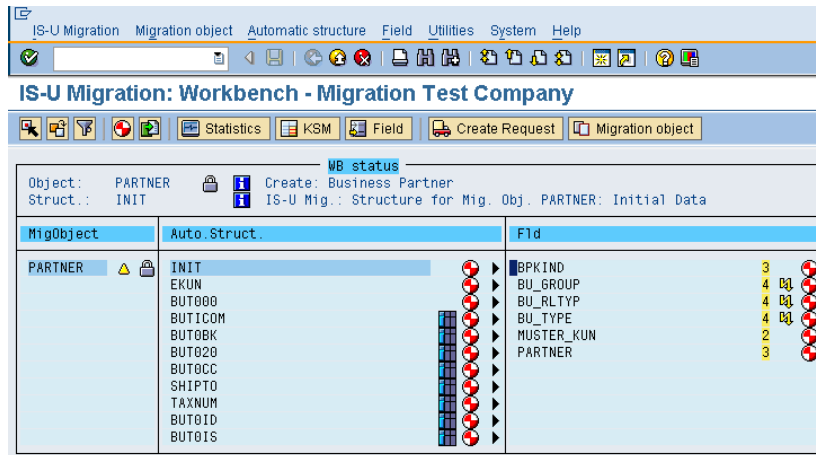 IS-U Migration Migration object Automatic structure Field Utilities System Help
IS-U Migration: Workbench - Migration Test Company
Statistics KSM Field Create Request Migration object
WB status
Object: PARTNER Create: Business Partner
Struct.: INIT IS-U Mig.: Structure for Mig. Obj. PARTNER: Initial Data
MigObject Auto.Struct. Fld
PARTNER INIT BPKIND 3
EKUN BU_GROUP 4
BUT000 BU_RLTYP 4
BUTICOM BU_TYPE 4
BUT0BK MUSTER_KUN 2
BUT020 PARTNER 3
BUT0CC
SHIPTO
TAXNUM
BUT0ID
BUT0IS